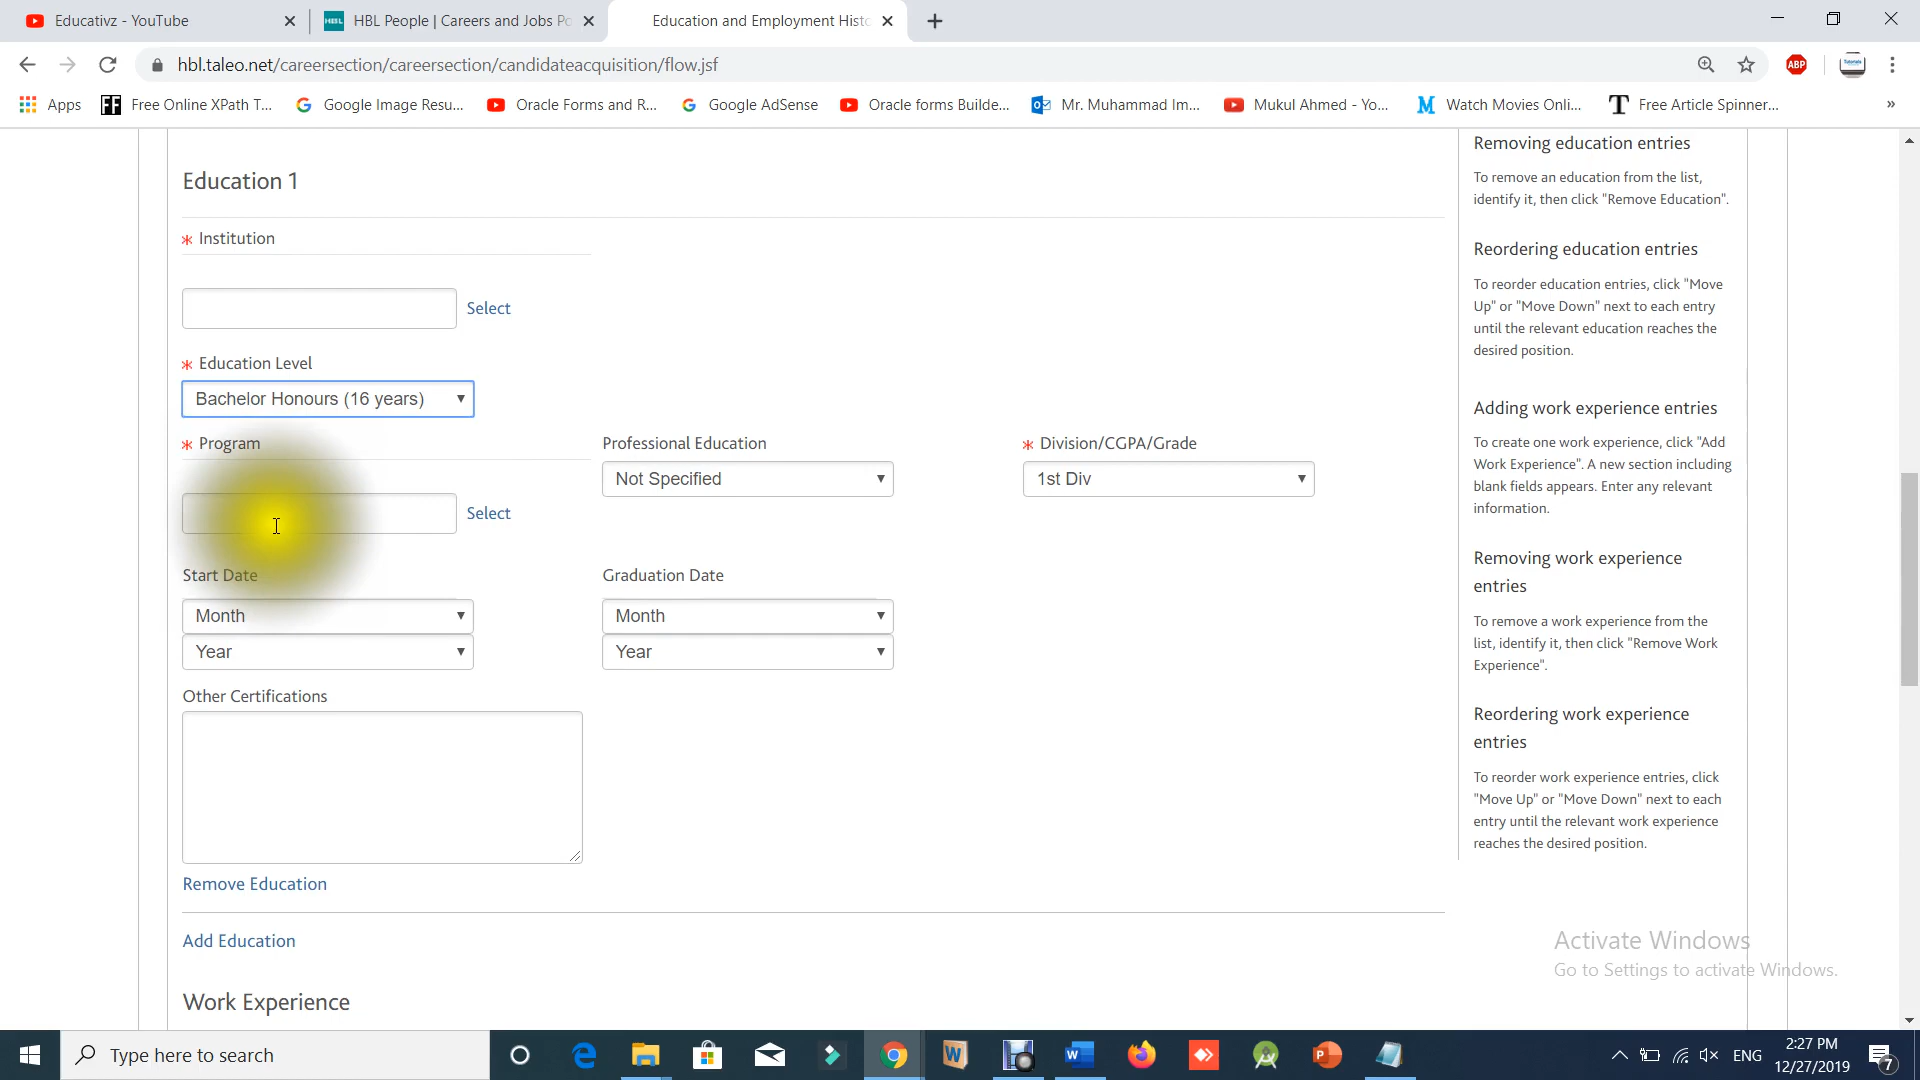 Educativz - YouTube
HBL People | Careers and Jobs Po
Education and Employment Histo
hbl.taleo.net/careersection/careersection/candidateacquisition/flow.jsf
ABP
Apps
FF Free Online XPath T...
Google Image Resu...
Oracle Forms and R...
Google AdSense
Oracle forms Builde...
Mr. Muhammad Im...
Mukul Ahmed - Yo...
M Watch Movies Onli...
T Free Article Spinner...
»
Education 1
* Institution
Select
* Education Level
Bachelor Honours (16 years)
* Program
Professional Education
* Division/CGPA/Grade
Not Specified
1st Div
Select
Start Date
Graduation Date
Month
Month
Year
Year
Other Certifications
Remove Education
Add Education
Work Experience
Removing education entries
To remove an education from the list,
identify it, then click "Remove Education".
Reordering education entries
To reorder education entries, click "Move
Up" or "Move Down" next to each entry
until the relevant education reaches the
desired position.
Adding work experience entries
To create one work experience, click "Add
Work Experience". A new section including
blank fields appears. Enter any relevant
information.
Removing work experience
entries
To remove a work experience from the
list, identify it, then click "Remove Work
Experience".
Reordering work experience
entries
To reorder work experience entries, click
"Move Up" or "Move Down" next to each
entry until the relevant work experience
reaches the desired position.
Activate Windows
Go to Settings to activate Windows.
Type here to search
ENG
2:27 PM
12/27/2019
7